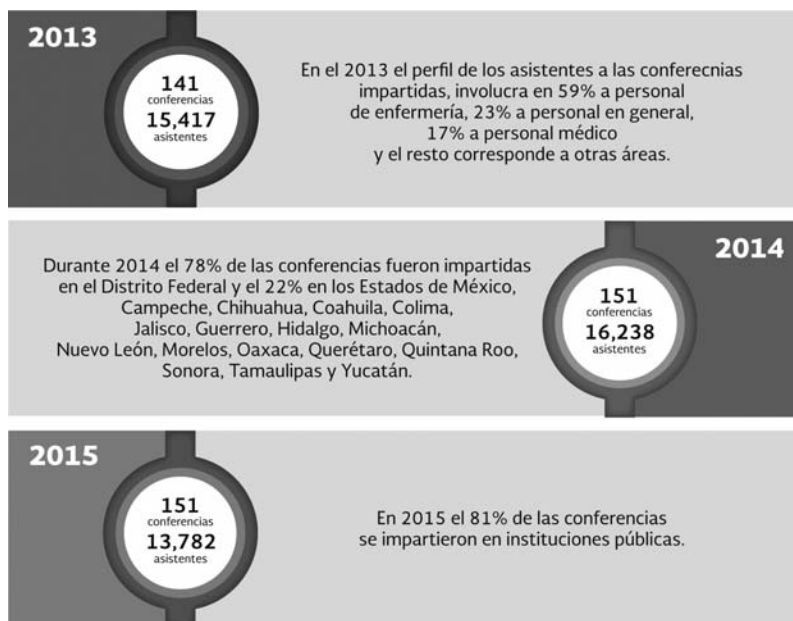 2013
141
conferencias
15,417
asistentes
En el 2013 el perfil de los asistentes a las conferecnias
impartidas, involucra en 59% a personal
de enfermería, 23% a personal en general,
17% a personal médico
y el resto corresponde a otras áreas.
2014
Durante 2014 el 78% de las conferencias fueron impartidas
en el Distrito Federal y el 22% en los Estados de México,
Campeche, Chihuahua, Coahuila, Colima,
Jalisco, Guerrero, Hidalgo, Michoacán,
Nuevo León, Morelos, Oaxaca, Querétaro, Quintana Roo,
Sonora, Tamaulipas y Yucatán.
151
conferencias
16,238
asistentes
2015
151
conferencias
13,782
asistentes
En 2015 el 81% de las conferencias
se impartieron en instituciones públicas.